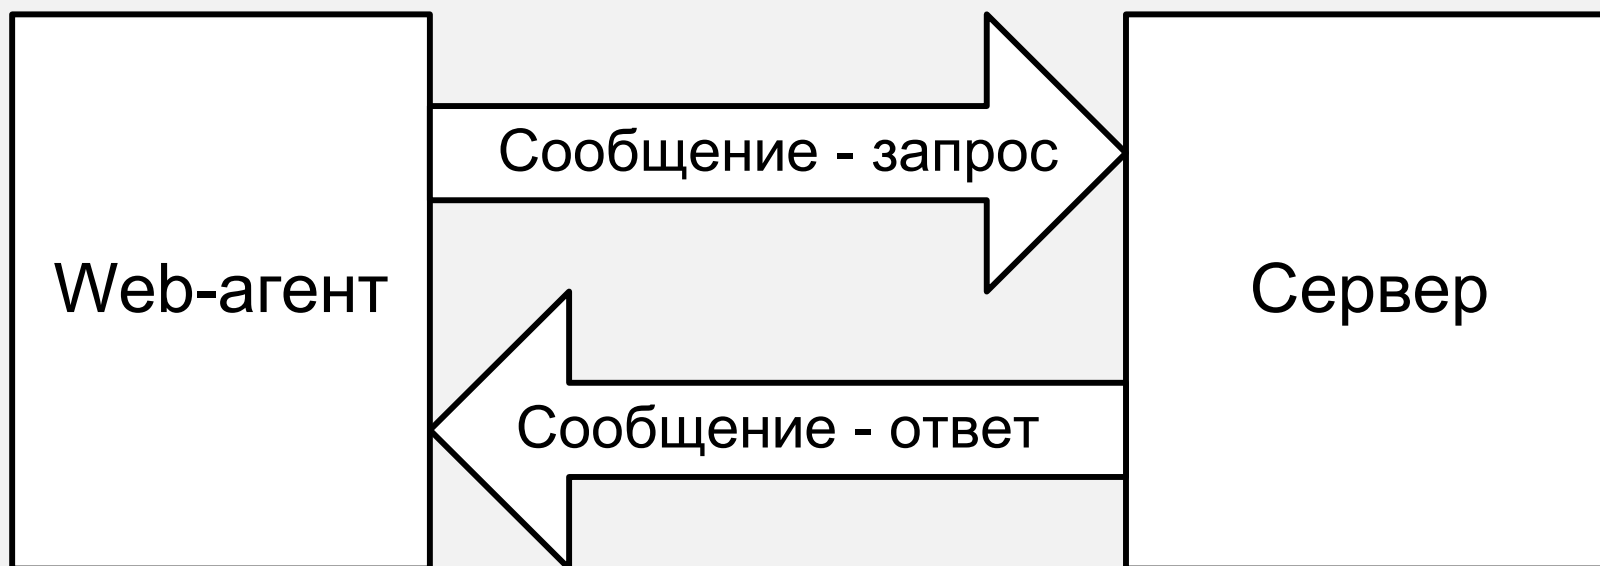 Сообщение - запрос
Web-агент
Сервер
Сообщение - ответ